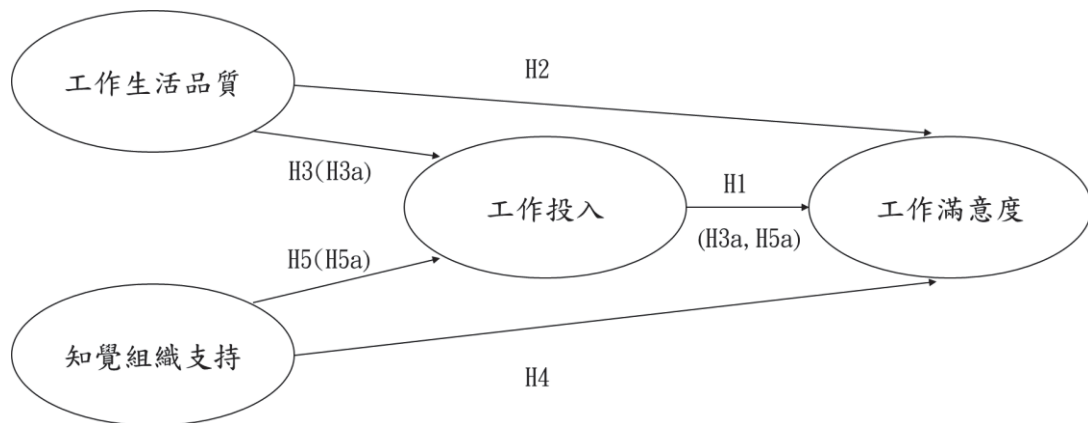 工作生活品質
H2
H3(H3a)
工作投入
H1
(H3a, H5a)
工作滿意度
H5(H5a)
知覺組織支持
H4